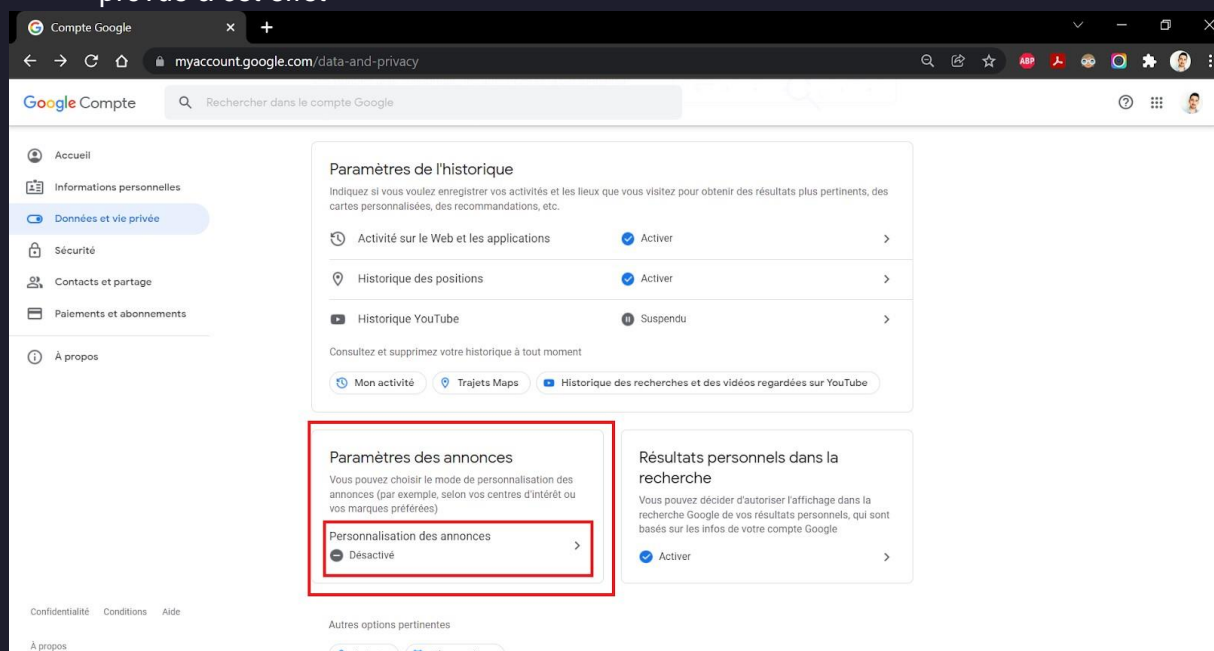 prévus à cet effet
Compte Google
myaccount.google.com/data-and-privacy
ABP
Google Compte
Rechercher dans le compte Google
Accueil
Informations personnelles
Données et vie privée
Sécurité
Contacts et partage
Paiements et abonnements
À propos
Paramètres de l'historique
Indiquez si vous voulez enregistrer vos activités et les lieux que vous visitez pour obtenir des résultats plus pertinents, des
cartes personnalisées, des recommandations, etc.
Activité sur le Web et les applications Activer
Historique des positions Activer
Historique YouTube Suspendu
Consultez et supprimez votre historique à tout moment
Mon activité Trajets Maps Historique des recherches et des vidéos regardées sur YouTube
Paramètres des annonces
Vous pouvez choisir le mode de personnalisation des
annonces (par exemple, selon vos centres d'intérêt ou
vos marques préférées)
Personnalisation des annonces
Désactivé
Résultats personnels dans la
recherche
Vous pouvez décider d'autoriser l'affichage dans la
recherche Google de vos résultats personnels, qui sont
basés sur les infos de votre compte Google
Activer
Autres options pertinentes
Confidentialité Conditions Aide
À propos